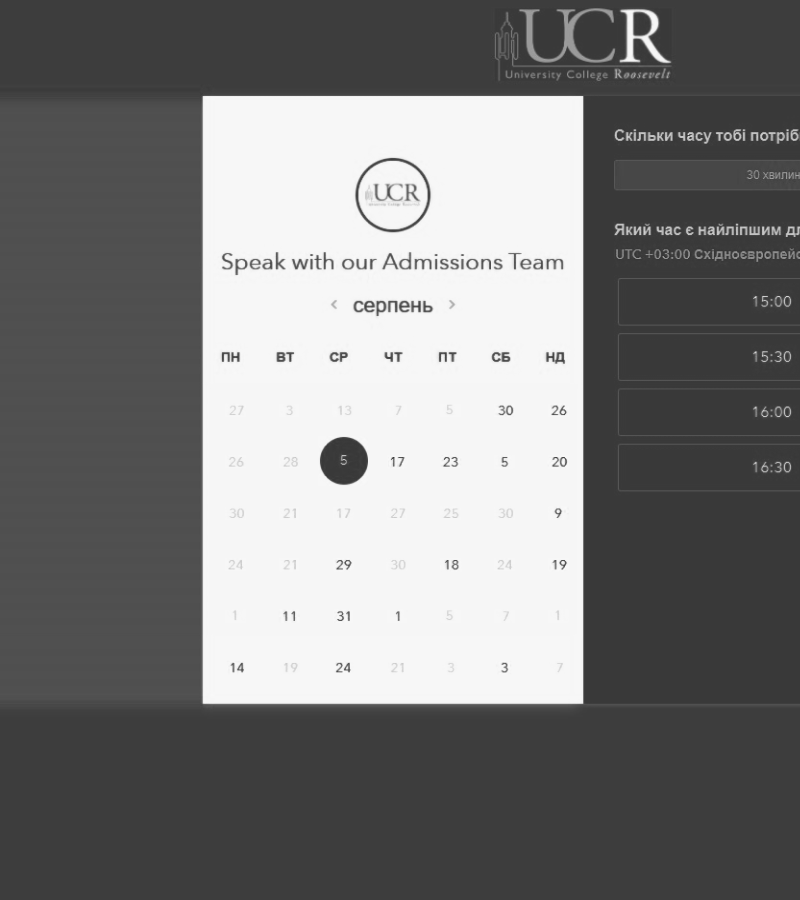 UCR
University College Roosevelt
UCR
Speak with our Admissions Team
< серпень >
ПН ВТ СР ЧТ ПТ СБ НД
27 3 13 7 5 30 26
26 28 5 17 23 5 20
30 21 17 27 25 30 9
24 21 29 30 18 24 19
1 11 31 1 5 7 1
14 19 24 21 3 3 7
Скільки часу тобі потріб
30 хвилин
Який час є найліпшим дл
UTC +03:00 Східноєвропейс
15:00
15:30
16:00
16:30